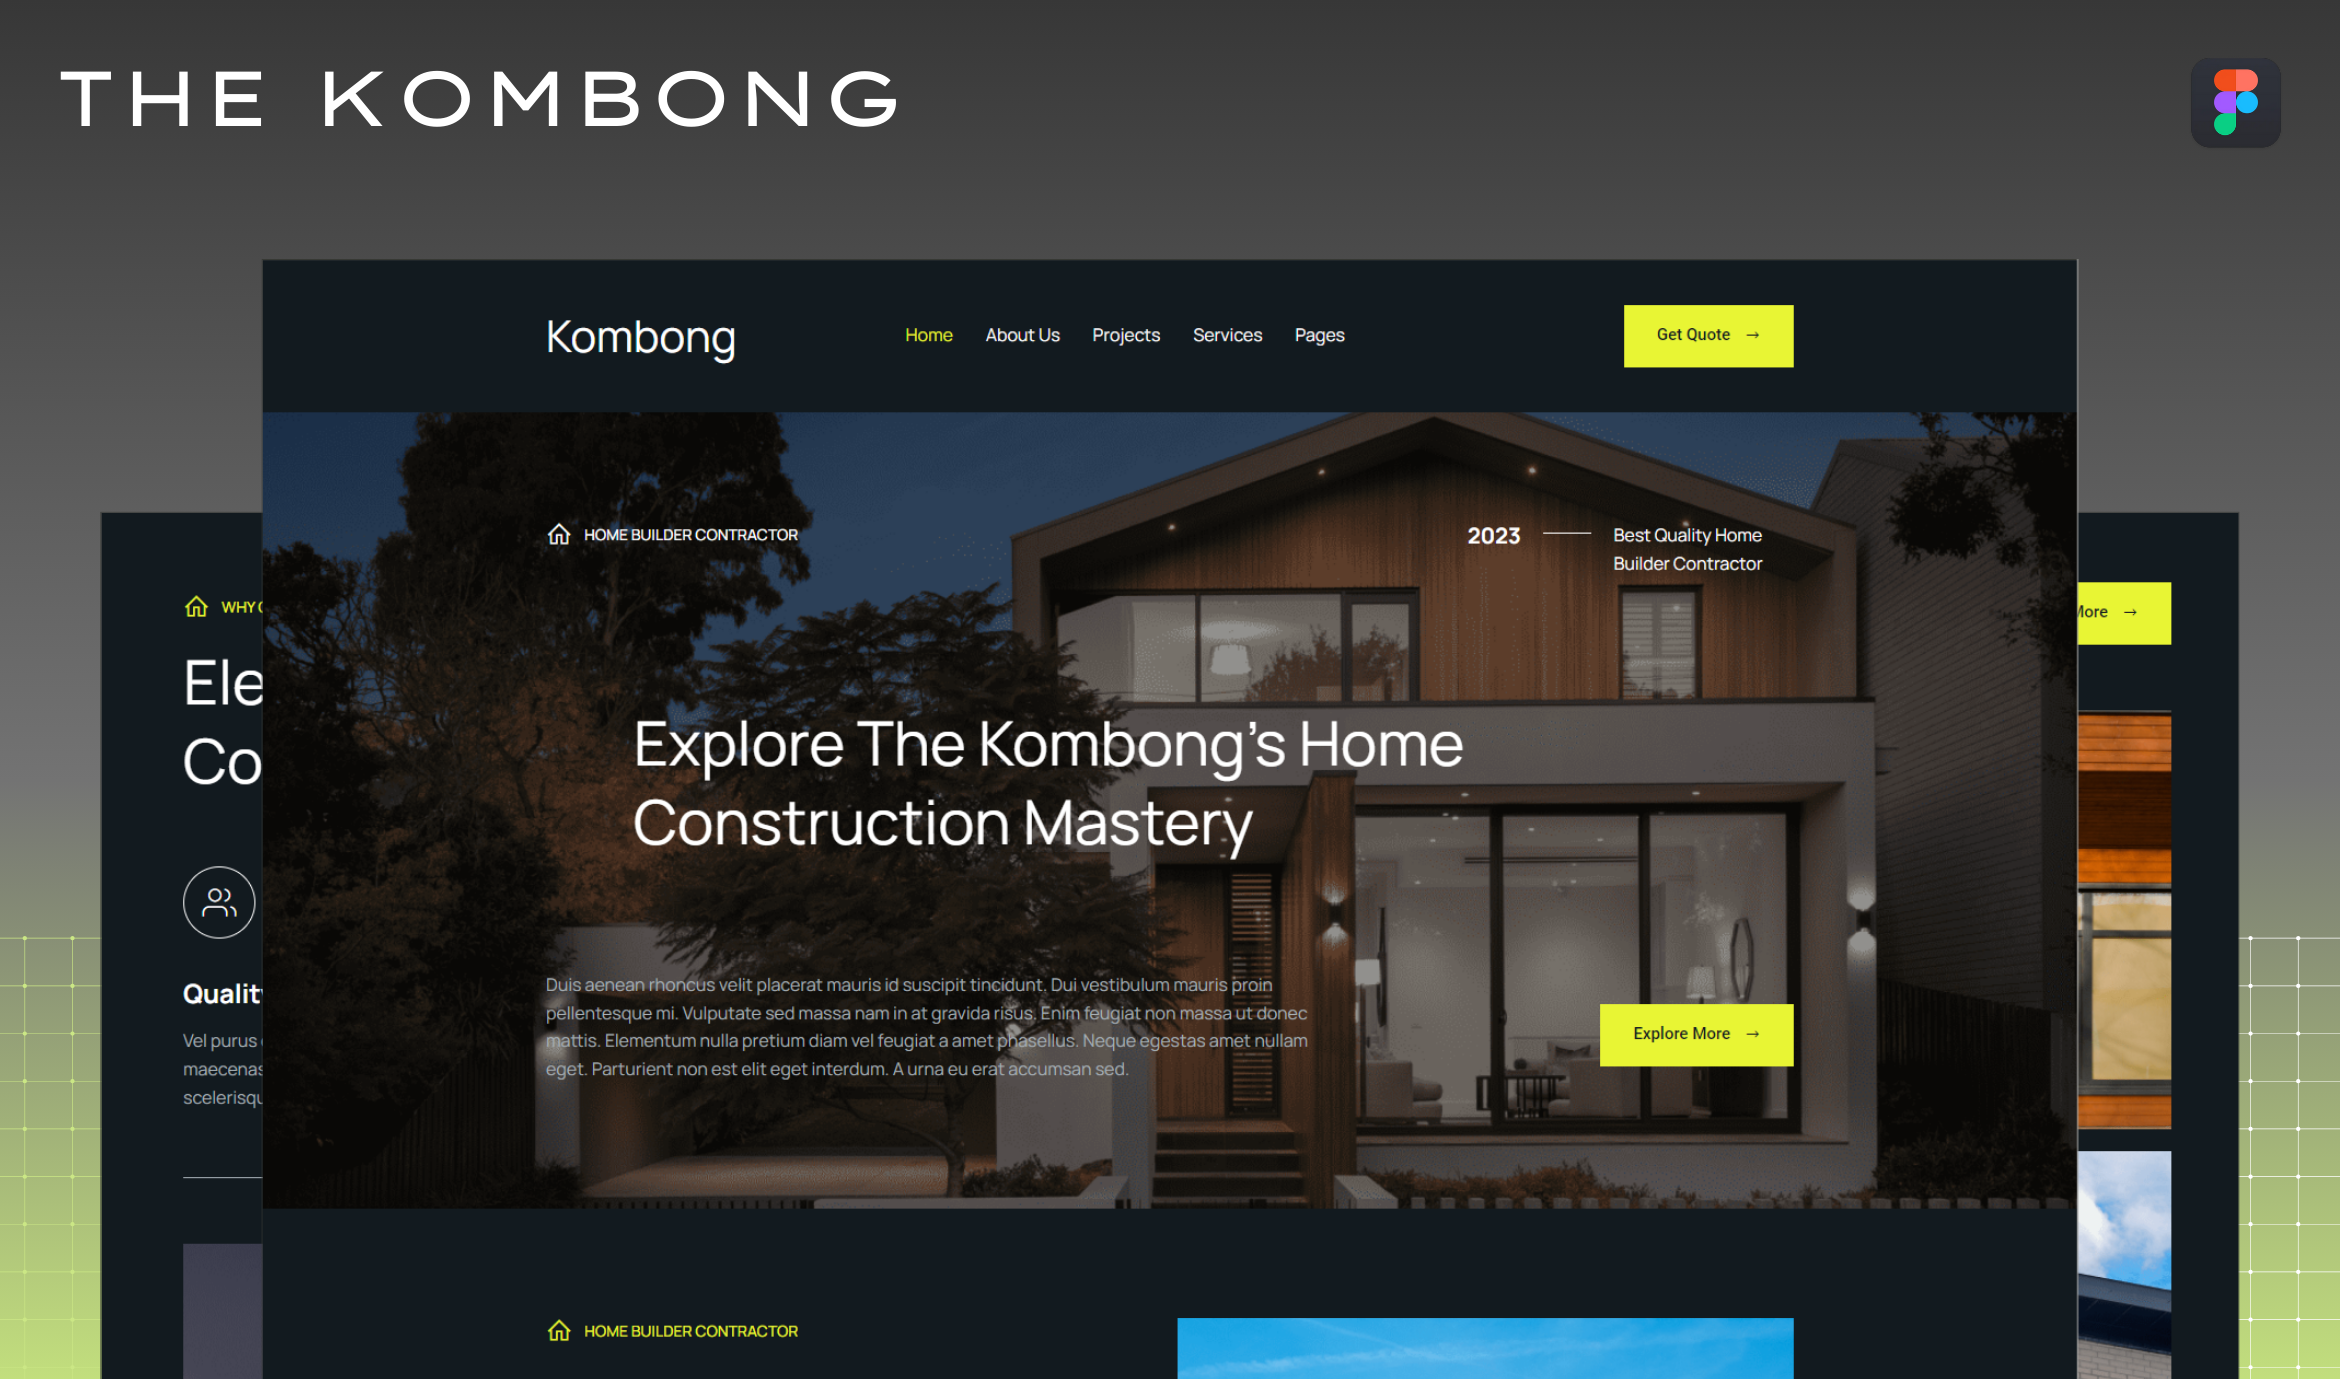 THE KOMBONG
Kombong
Home
About Us
Projects
Services
Pages
Get Quote →
HOME BUILDER CONTRACTOR
2023
Best Quality Home
Builder Contractor
Explore The Kombong's Home
Construction Mastery
Duis aenean rhoncus velit placerat mauris id suscipit tincidunt. Dui vestibulum mauris proin
pellentesque mi. Vulputate sed massa nam in at gravida risus. Enim feugiat non massa ut donec
mattis. Elementum nulla pretium diam vel feugiat a amet phasellus. Neque egestas amet nullam
eget. Parturient non est elit eget interdum. A urna eu erat accumsan sed.
Explore More →
HOME BUILDER CONTRACTOR
WHY
Ele
Co
Quality
Vel purus
maecenas
scelerisqu
More →